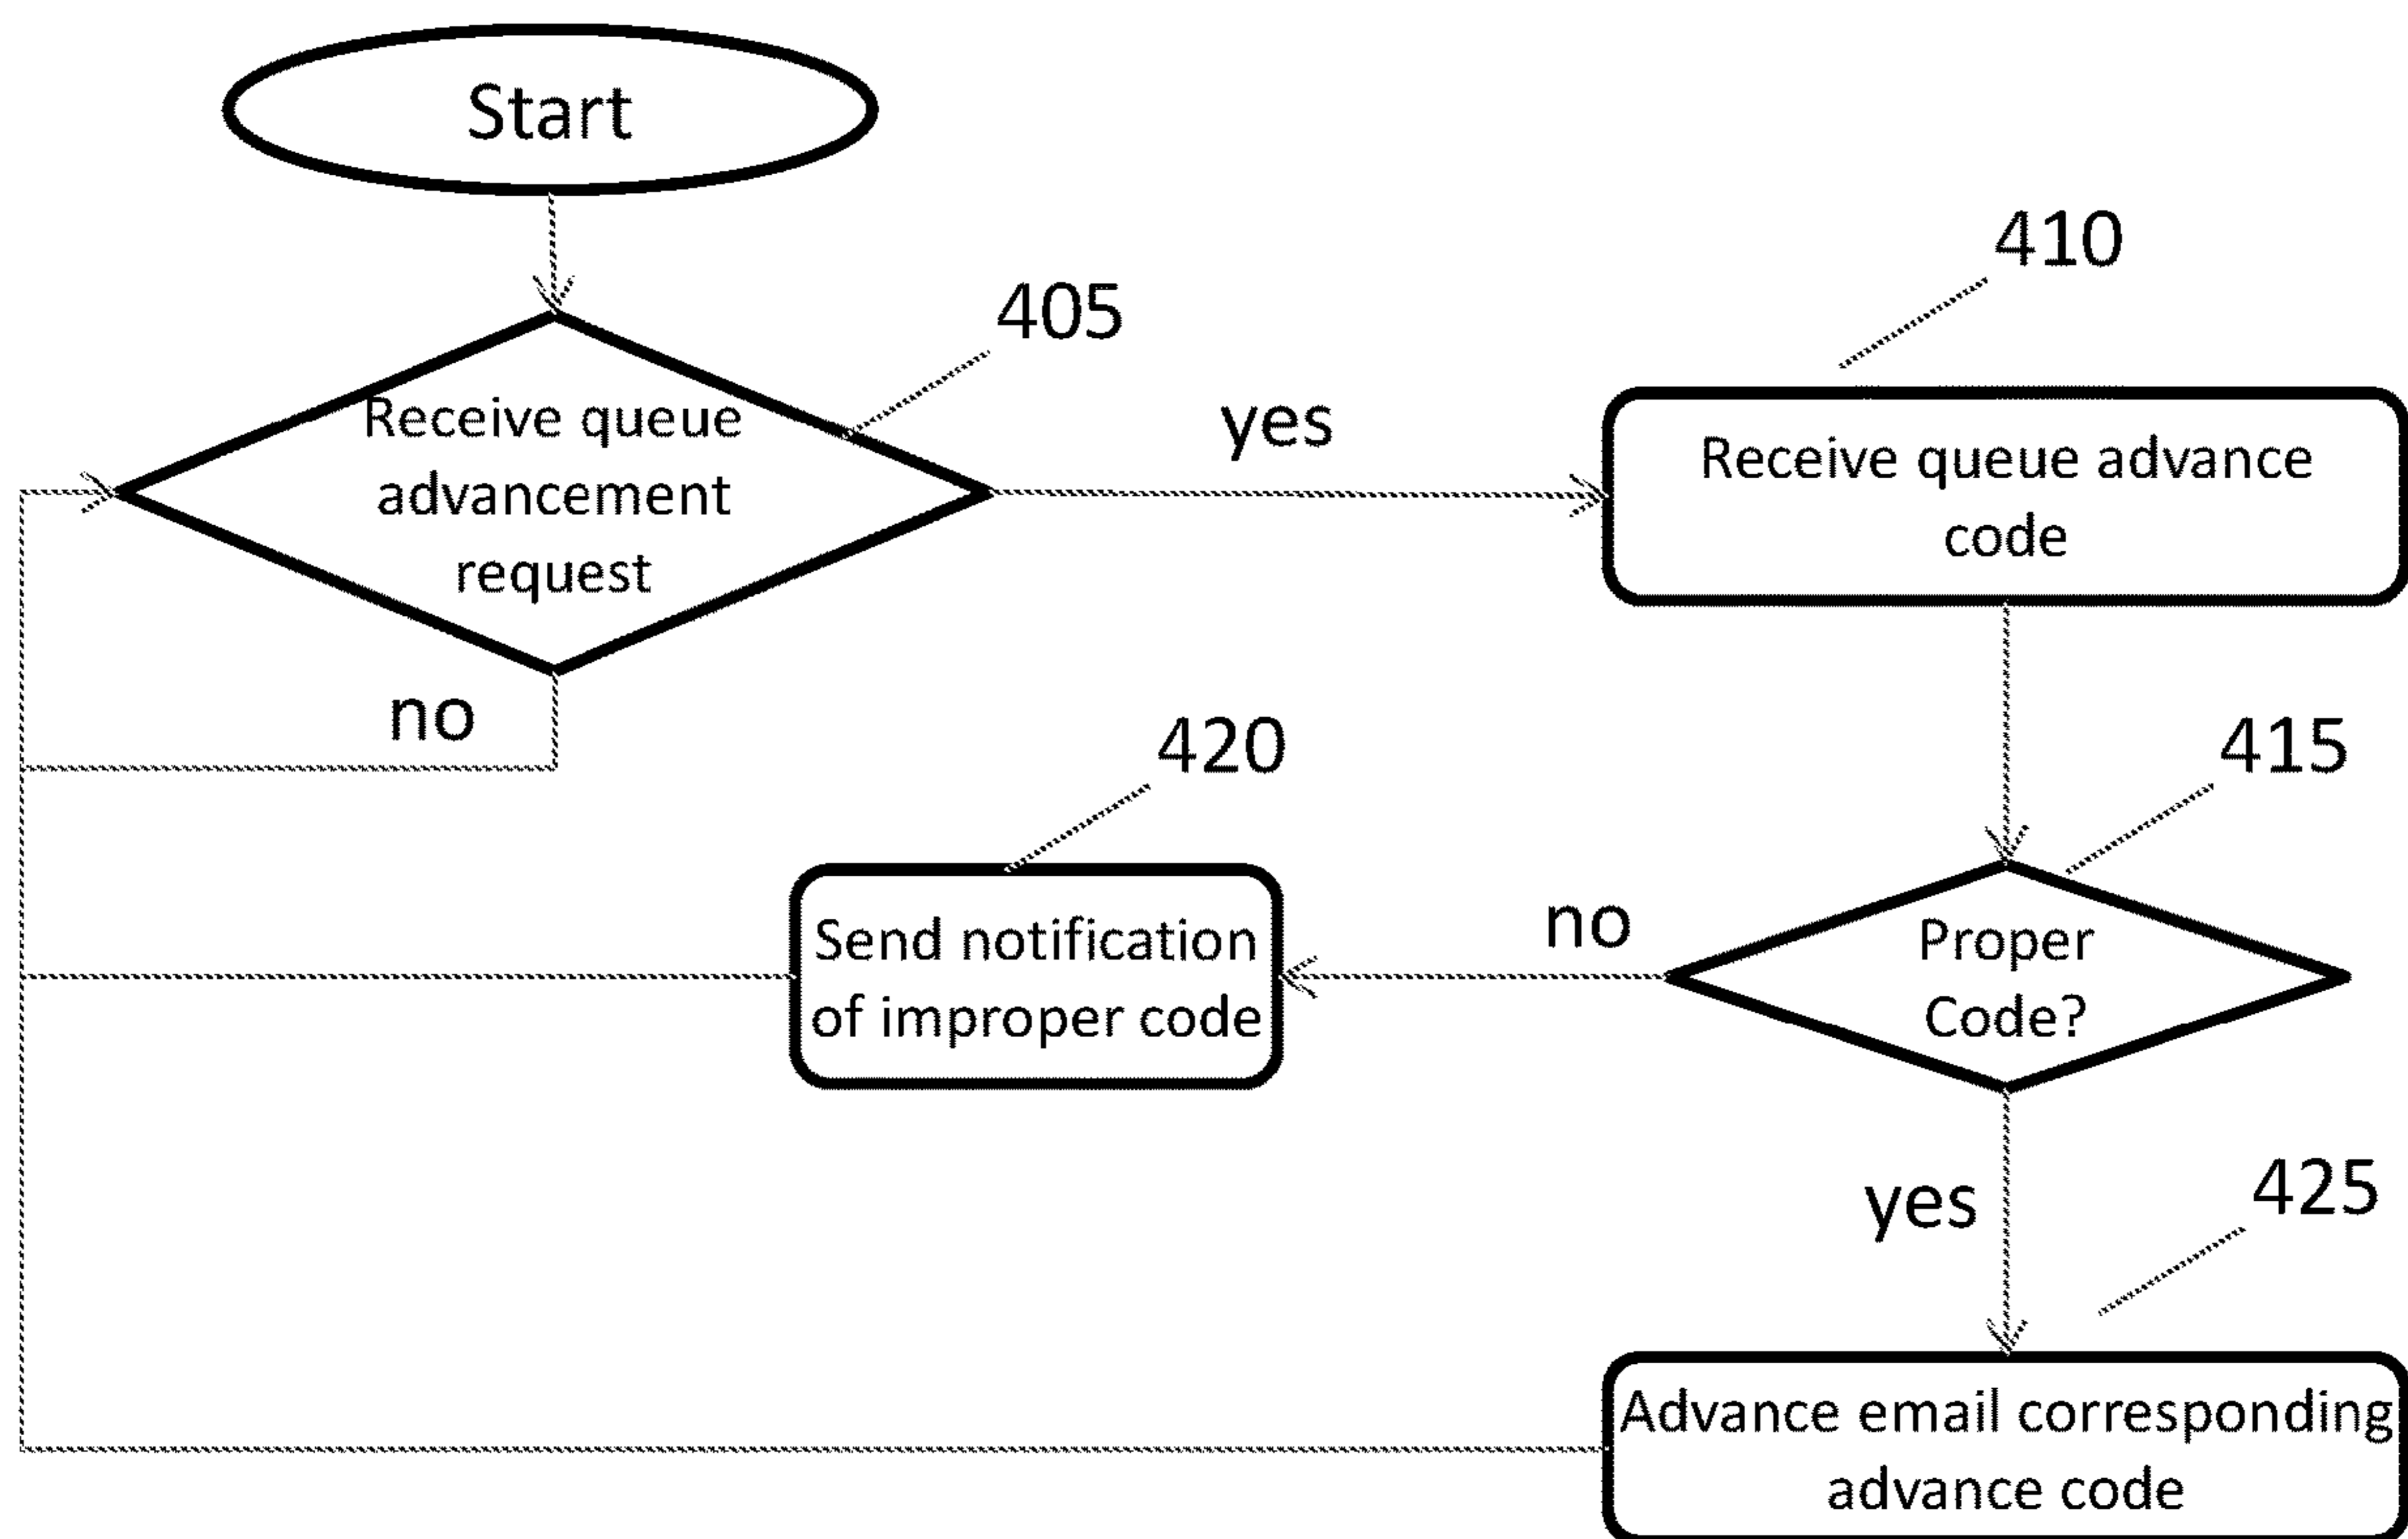 Start
405
Receive queue
advancement
request
yes
no
410
Receive queue advance
code
415
Proper
Code?
no
420
Send notification
of improper code
yes
425
Advance email corresponding
advance code